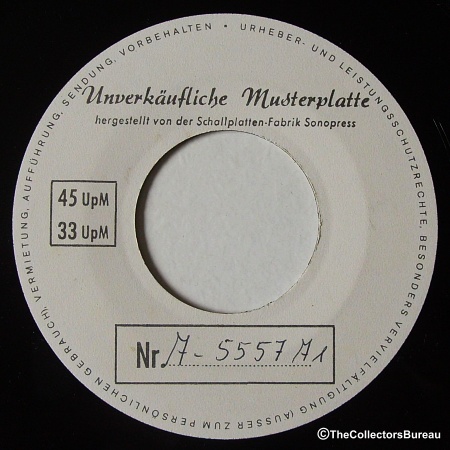 URHEBER- UND LEISTUNGSSCHUTZRECHTE, BESONDERS VERVIELFÄLTIGUNG (AUSSER ZUM PERSÖNLICHEN GEBRAUCH), VERMIETUNG, AUFFÜHRUNG, SENDUNG, VORBEHALTEN •
Unverkäufliche Musterplatte
hergestellt von der Schallplatten-Fabrik Sonopress
45 UpM
33 UpM
Nr. A-5557 A1
©TheCollectorsBureau